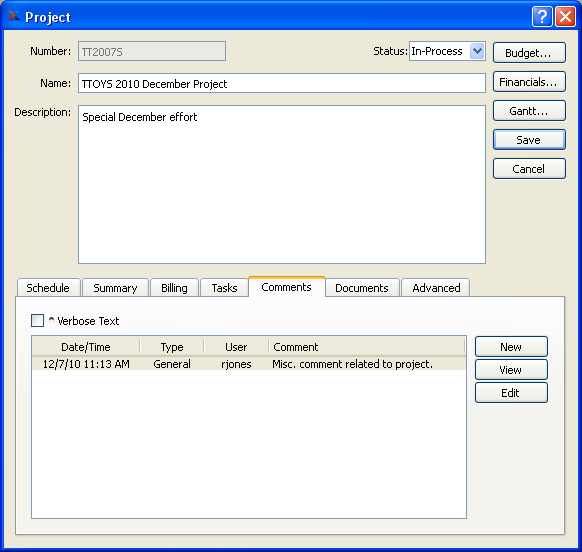 Project
Number: TT2007S Status: In-Process Budget...
Name: TTOYS 2010 December Project Financials...
Description: Special December effort Gantt...
Save
Cancel
Schedule Summary Billing Tasks Comments Documents Advanced
* Verbose Text
Date/Time Type User Comment New
12/7/10 11:13 AM General rjones Misc. comment related to project. View
Edit